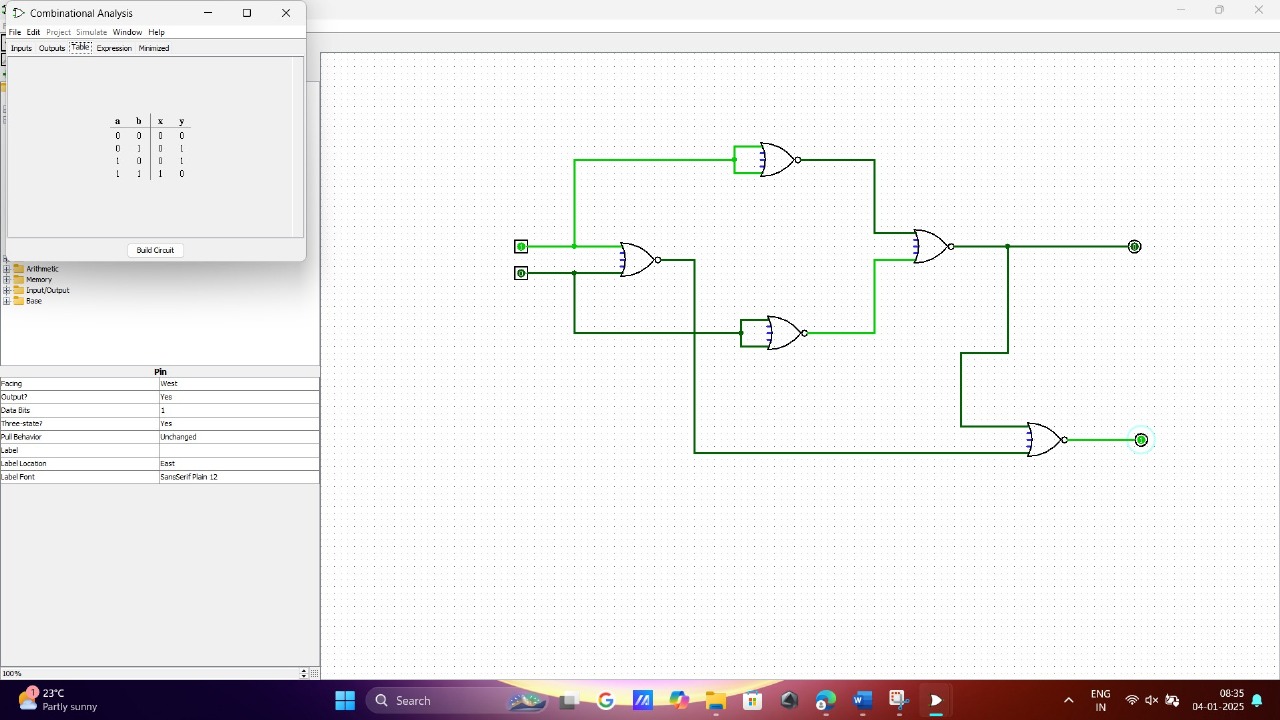 Combinational Analysis
File Edit Project Simulate Window Help
Inputs Outputs Table Expression Minimized
a b x y
0 0 0 0
0 1 0 1
1 0 0 1
1 1 1 0
Build Circuit
Arithmetic
Memory
Input/Output
Base
Pin
Facing West
Output? Yes
Data Bits 1
Three-state? Yes
Pull Behavior Unchanged
Label
Label Location East
Label Font SansSerif Plain 12
100%
1
23°C
Partly sunny
Search
ENG
IN
08:35
04-01-2025